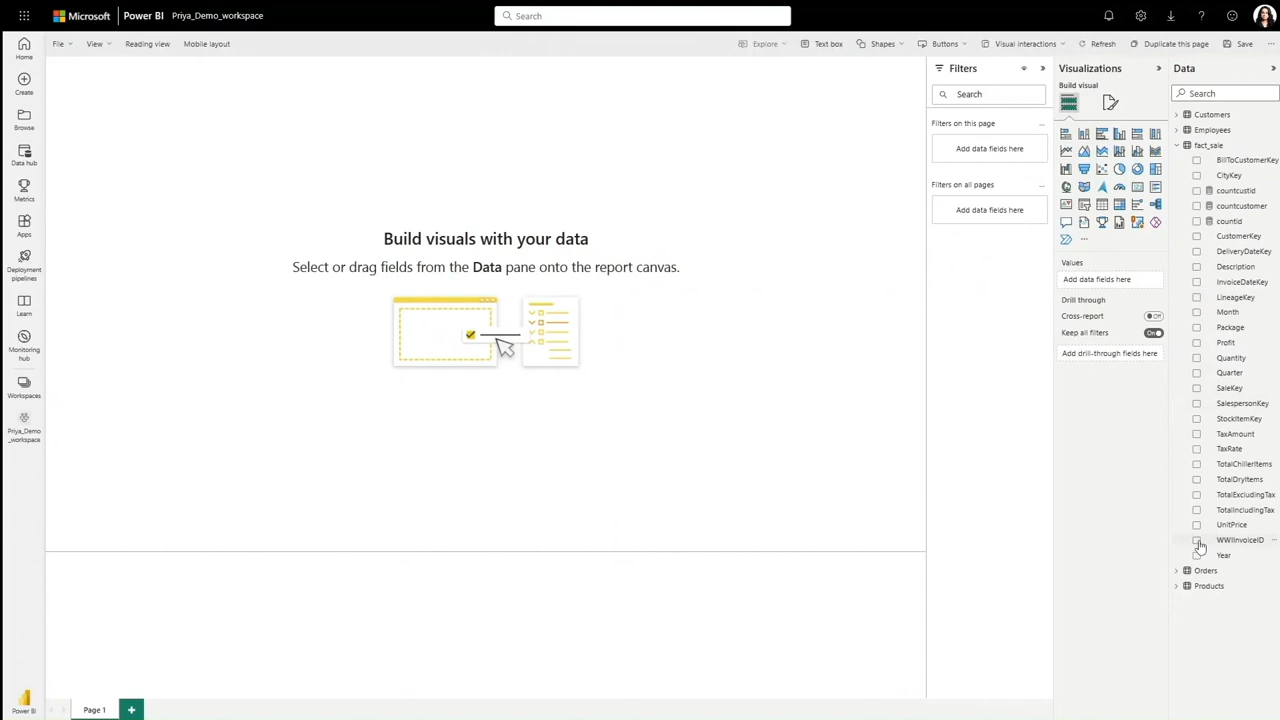 Microsoft Power BI Priya_Demo_workspace
Search
File View Reading view Mobile layout
Explore Text box Shapes Buttons Visual interactions Refresh Duplicate this page Save ...
Home
Create
Browse
Data hub
Metrics
Apps
Deployment
pipelines
Learn
Monitoring
hub
Workspaces
Priya_Demo
_workspace
Power BI
Build visuals with your data
Select or drag fields from the Data pane onto the report canvas.
Page 1
Filters
Search
Filters on this page ...
Add data fields here
Filters on all pages ...
Add data fields here
Visualizations
Build visual
Values
Add data fields here
Drill through
Cross-report Off
Keep all filters On
Add drill-through fields here
Data
Search
Customers
Employees
fact_sale
BillToCustomerKey
CityKey
countcustid
countcustomer
countid
CustomerKey
DeliveryDateKey
Description
InvoiceDateKey
LineageKey
Month
Package
Profit
Quantity
Quarter
SaleKey
SalespersonKey
StockItemKey
TaxAmount
TaxRate
TotalChillerItems
TotalDryItems
TotalExcludingTax
TotalIncludingTax
UnitPrice
WWIInvoiceID ...
Year
Orders
Products